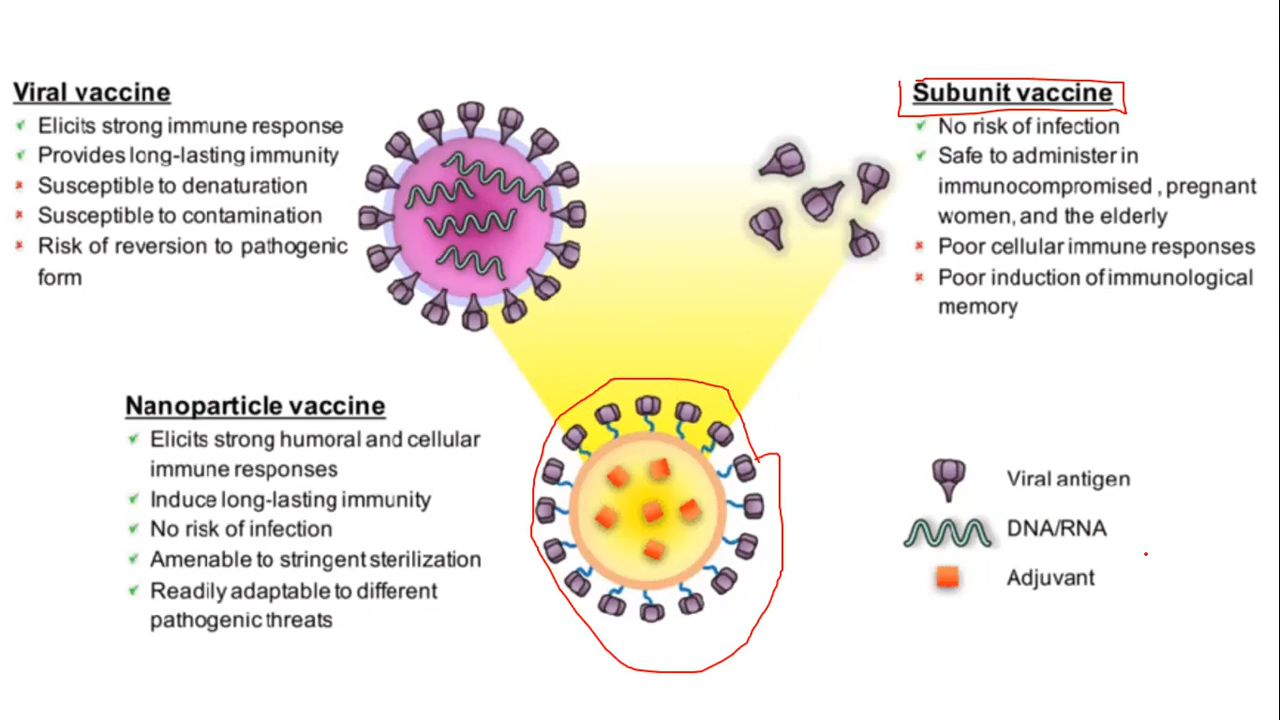 Viral vaccine
Elicits strong immune response
Provides long-lasting immunity
Susceptible to denaturation
Susceptible to contamination
Risk of reversion to pathogenic
form
Subunit vaccine
No risk of infection
Safe to administer in
immunocompromised , pregnant
women, and the elderly
Poor cellular immune responses
Poor induction of immunological
memory
Nanoparticle vaccine
Elicits strong humoral and cellular
immune responses
Induce long-lasting immunity
No risk of infection
Amenable to stringent sterilization
Readily adaptable to different
pathogenic threats
Viral antigen
DNA/RNA
Adjuvant